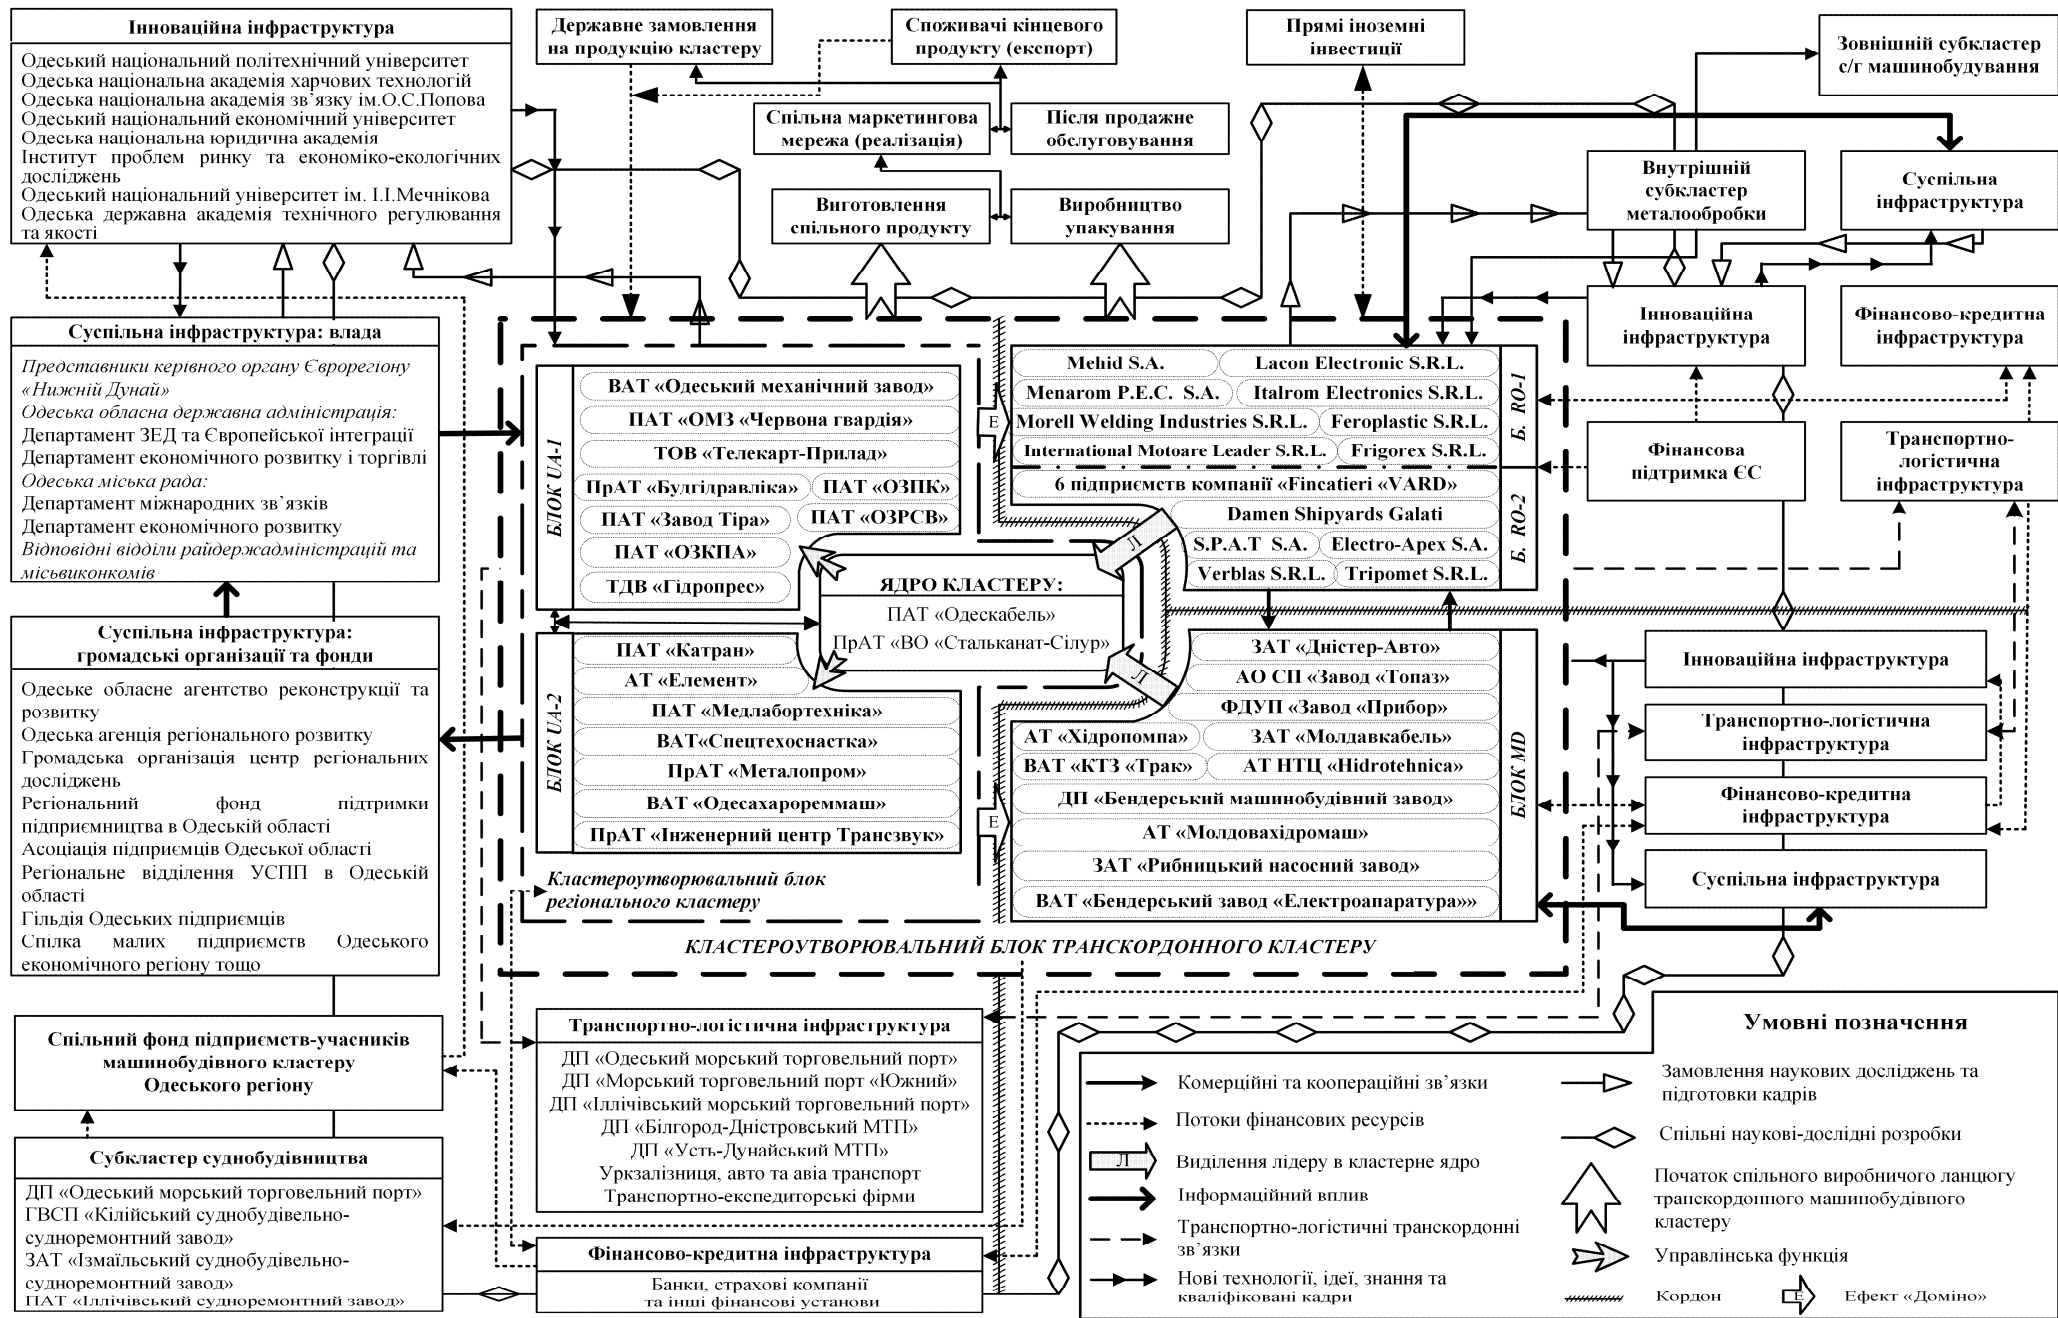 Інноваційна інфраструктура
Одеський національний політехнічний університет
Одеська національна академія харчових технологій
Одеська національна академія зв’язку ім.О.С.Попова
Одеський національний економічний університет
Одеська національна юридична академія
Інститут проблем ринку та економіко-екологічних
досліджень
Одеський національний університет ім. І.І.Мечнікова
Одеська державна академія технічного регулювання
та якості
Державне замовлення
на продукцію кластеру
Споживачі кінцевого
продукту (експорт)
Прямі іноземні
інвестиції
Зовнішній субкластер
с/г машинобудування
Спільна маркетингова
мережа (реалізація)
Після продажне
обслуговування
Виготовлення
спільного продукту
Виробництво
упакування
Внутрішній
субкластер
металообробки
Суспільна
інфраструктура
Інноваційна
інфраструктура
Фінансово-кредитна
інфраструктура
Фінансова
підтримка ЄС
Транспортно-
логістична
інфраструктура
Суспільна інфраструктура: влада
Представники керівного органу Єврорегіону
«Нижній Дунай»
Одеська обласна державна адміністрація:
Департамент ЗЕД та Європейської інтеграції
Департамент економічного розвитку і торгівлі
Одеська міська рада:
Департамент міжнародних зв’язків
Департамент економічного розвитку
Відповідні відділи райдержадміністрацій та
місьвиконкомів
Суспільна інфраструктура:
громадські організації та фонди
Одеське обласне агентство реконструкції та
розвитку
Одеська агенція регіонального розвитку
Громадська організація центр регіональних
досліджень
Регіональний фонд підтримки
підприємництва в Одеській області
Асоціація підприємців Одеської області
Регіональне відділення УСПП в Одеській
області
Гільдія Одеських підприємців
Спілка малих підприємств Одеського
економічного регіону тощо
Спільний фонд підприємств-учасників
машинобудівного кластеру
Одеського регіону
Субкластер суднобудівництва
ДП «Одеський морський торговельний порт»
ГВСП «Кілійський суднобудівельно-
судноремонтний завод»
ЗАТ «Ізмаїльський суднобудівельно-
судноремонтний завод»
ПАТ «Іллічівський судноремонтний завод»
БЛОК UA-1
ВАТ «Одеський механічний завод»
ПАТ «ОМЗ «Червона гвардія»
ТОВ «Телекарт-Прилад»
ПрАТ «Будгідравліка»
ПАТ «ОЗПК»
ПАТ «Завод Тіра»
ПАТ «ОЗРСВ»
ПАТ «ОЗКПА»
ТДВ «Гідропрес»
ЯДРО КЛАСТЕРУ:
ПАТ «Одескабель»
ПрАТ «ВО «Стальканат-Сілур»
БЛОК UA-2
ПАТ «Катран»
АТ «Елемент»
ПАТ «Медлабортехніка»
ВАТ«Спецтехоснастка»
ПрАТ «Металопром»
ВАТ «Одесахарореммаш»
ПрАТ «Інженерний центр Трансзвук»
Кластероутворювальний блок
регіонального кластеру
Е
Е
Л
Л
Mehid S.A.
Lacon Electronic S.R.L.
Menarom P.E.C. S.A.
Italrom Electronics S.R.L.
Morell Welding Industries S.R.L.
Feroplastic S.R.L.
International Motoare Leader S.R.L.
Frigorex S.R.L.
Б. RO-1
6 підприємств компанії «Fincatieri «VARD»
Damen Shipyards Galati
S.P.A.T S.A.
Electro-Apex S.A.
Verblas S.R.L.
Tripomet S.R.L.
Б. RO-2
ЗАТ «Дністер-Авто»
АО СП «Завод «Топаз»
ФДУП «Завод «Прибор»
АТ «Хідропомпа»
ЗАТ «Молдавкабель»
ВАТ «КТЗ «Трак»
АТ НТЦ «Hidrotehnica»
ДП «Бендерський машинобудівний завод»
АТ «Молдовахідромаш»
ЗАТ «Рибницький насосний завод»
ВАТ «Бендерський завод «Електроапаратура»»
БЛОК MD
КЛАСТЕРОУТВОРЮВАЛЬНИЙ БЛОК ТРАНСКОРДОННОГО КЛАСТЕРУ
Інноваційна інфраструктура
Транспортно-логістична
інфраструктура
Фінансово-кредитна
інфраструктура
Суспільна інфраструктура
Транспортно-логістична інфраструктура
ДП «Одеський морський торговельний порт»
ДП «Морський торговельний порт «Южний»
ДП «Іллічівський морський торговельний порт»
ДП «Білгород-Дністровський МТП»
ДП «Усть-Дунайський МТП»
Уркзалізниця, авто та авіа транспорт
Транспортно-експедиторські фірми
Фінансово-кредитна інфраструктура
Банки, страхові компанії
та інші фінансові установи
Умовні позначення
Комерційні та коопераційні зв’язки
Потоки фінансових ресурсів
Л
Виділення лідеру в кластерне ядро
Інформаційний вплив
Транспортно-логістичні транскордонні
зв’язки
Нові технології, ідеї, знання та
кваліфіковані кадри
Замовлення наукових досліджень та
підготовки кадрів
Спільні наукові-дослідні розробки
Початок спільного виробничого ланцюгу
транскордонного машинобудівного
кластеру
Управлінська функція
Кордон
Е
Ефект «Доміно»